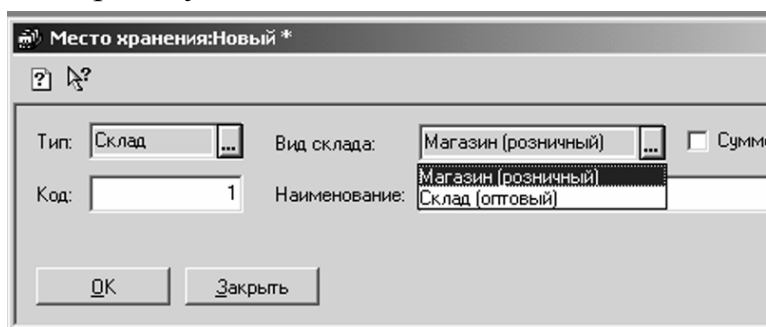 Место хранения:Новый *
Тип: Склад ... Вид склада: Магазин (розничный) ...
Магазин (розничный)
Код: 1 Наименование: Склад (оптовый)
OK Закрыть